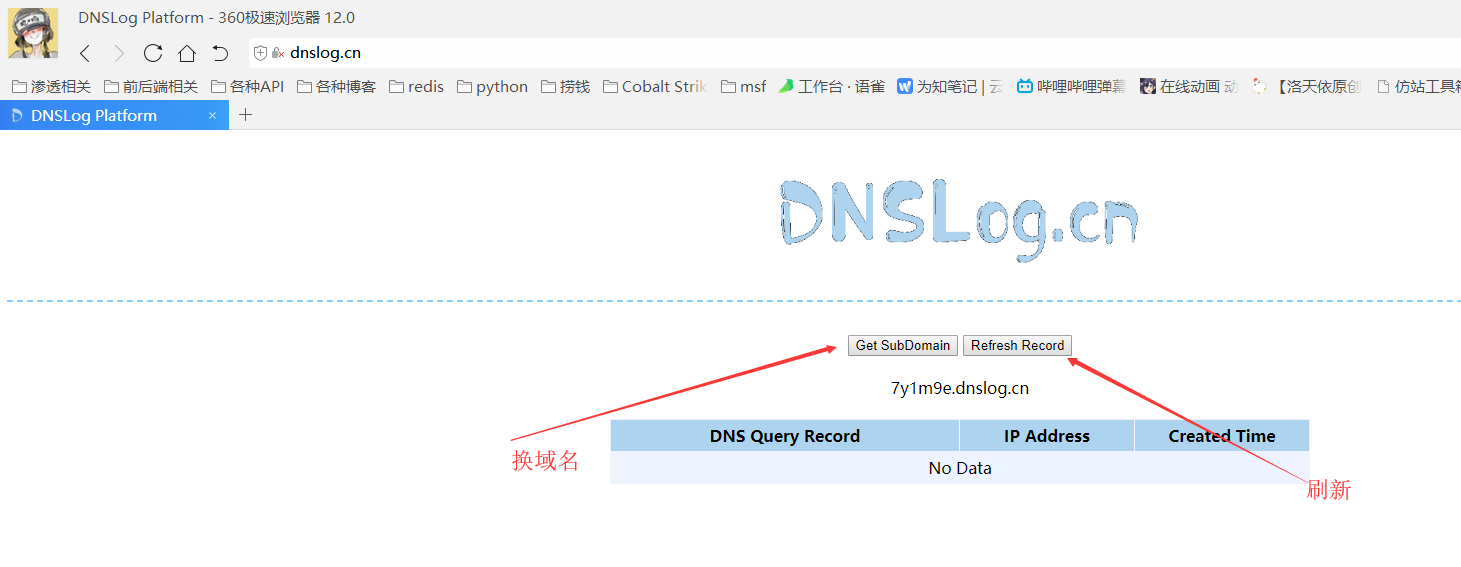 DNSLog Platform - 360极速浏览器 12.0
dnslog.cn
渗透相关 前后端相关 各种API 各种博客 redis python 捞钱 Cobalt Strik msf 工作台 · 语雀 为知笔记 | 云 哔哩哔哩弹幕 在线动画 动 【洛天依原创 仿站工具箱
DNSLog Platform ×
DNSLog.cn
Get SubDomain Refresh Record
7y1m9e.dnslog.cn
DNS Query Record IP Address Created Time
No Data
换域名
刷新